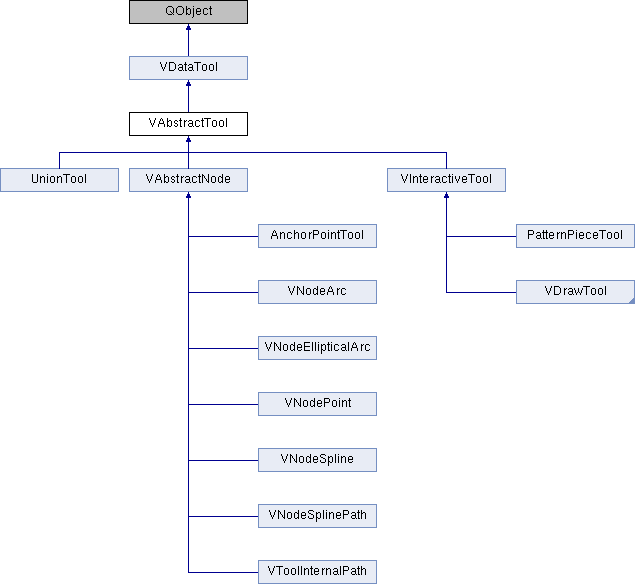 QObject
VDataTool
VAbstractTool
UnionTool
VAbstractNode
VInteractiveTool
AnchorPointTool
PatternPieceTool
VNodeArc
VDrawTool
VNodeEllipticalArc
VNodePoint
VNodeSpline
VNodeSplinePath
VToolInternalPath